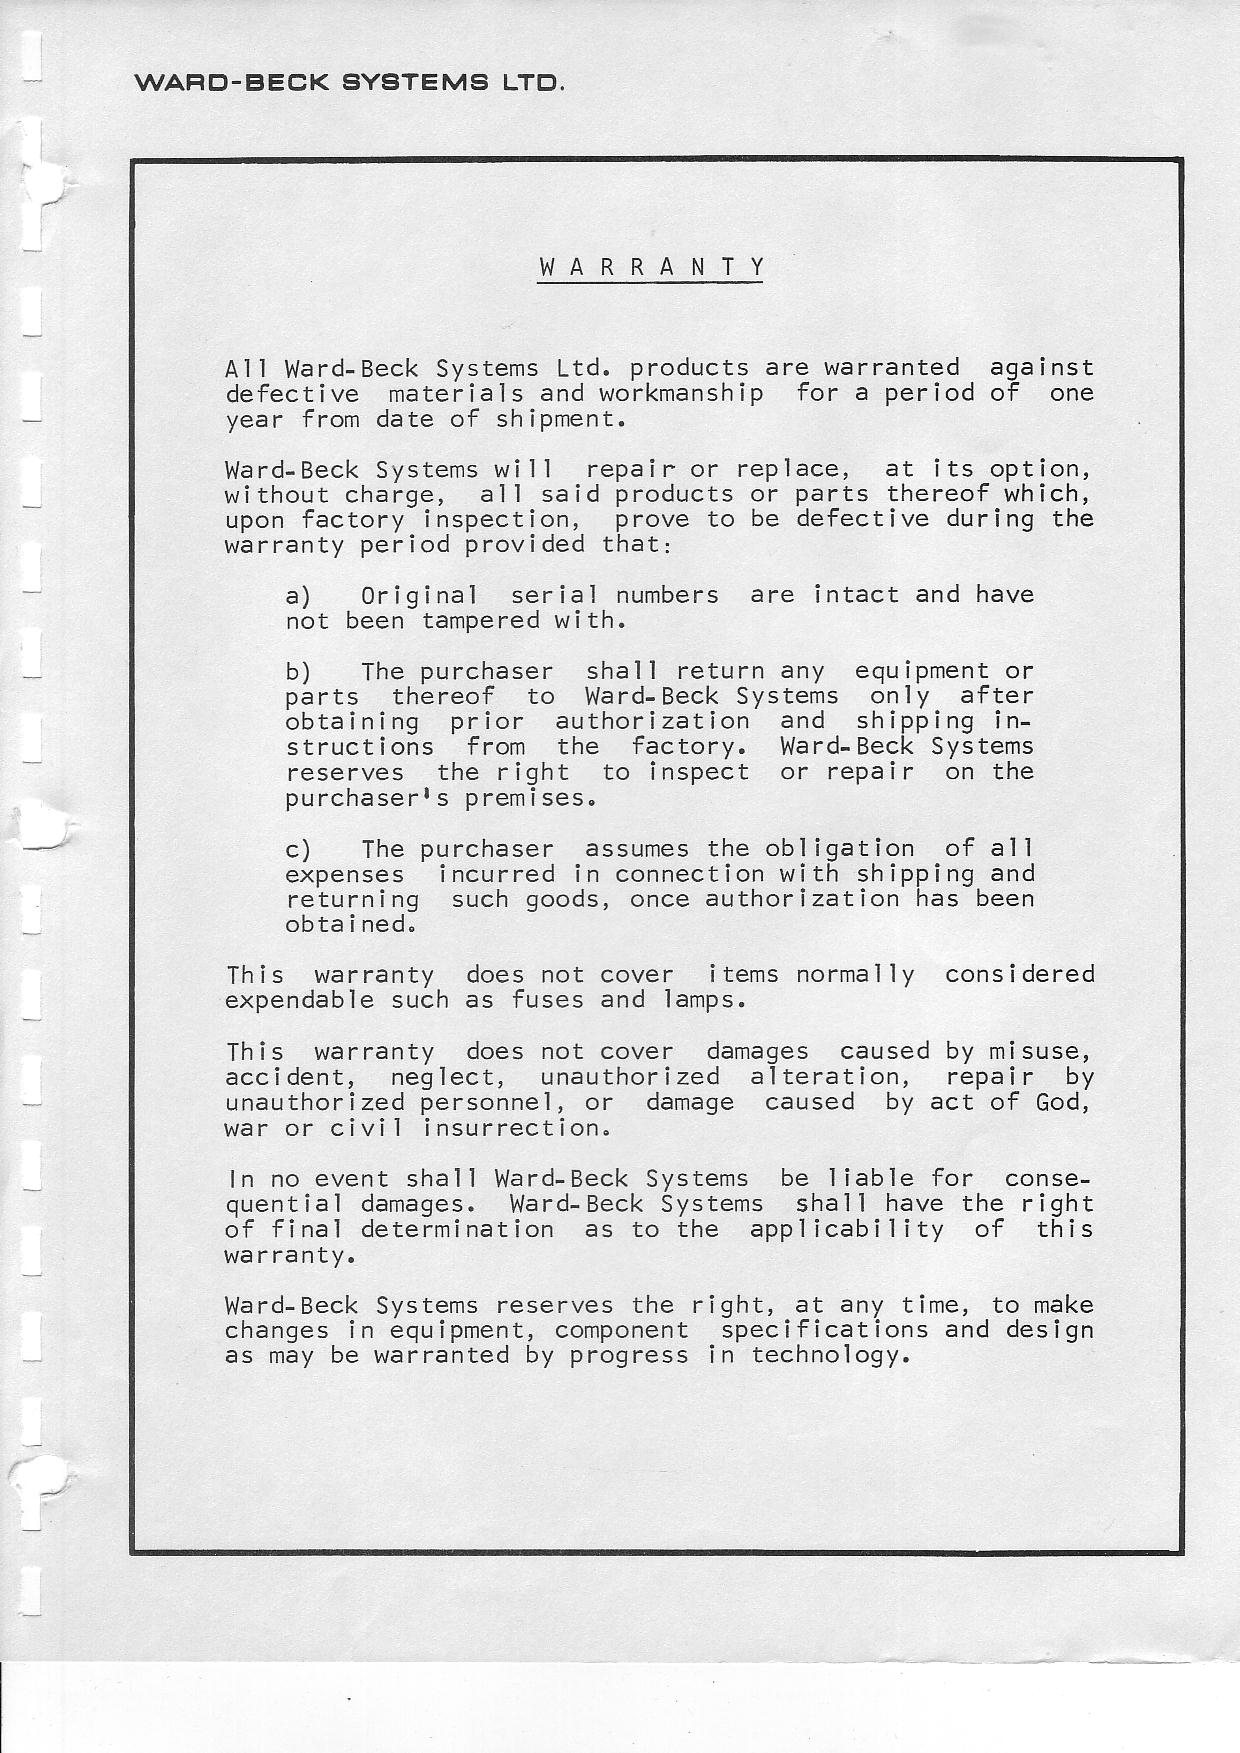 WARD-BECK SYSTEMS LTD.
W A R R A N T Y
All Ward-Beck Systems Ltd. products are warranted against
defective materials and workmanship for a period of one
year from date of shipment.
Ward-Beck Systems will repair or replace, at its option,
without charge, all said products or parts thereof which,
upon factory inspection, prove to be defective during the
warranty period provided that:
a) Original serial numbers are intact and have
not been tampered with.
b) The purchaser shall return any equipment or
parts thereof to Ward-Beck Systems only after
obtaining prior authorization and shipping in-
structions from the factory. Ward-Beck Systems
reserves the right to inspect or repair on the
purchaser's premises.
c) The purchaser assumes the obligation of all
expenses incurred in connection with shipping and
returning such goods, once authorization has been
obtained.
This warranty does not cover items normally considered
expendable such as fuses and lamps.
This warranty does not cover damages caused by misuse,
accident, neglect, unauthorized alteration, repair by
unauthorized personnel, or damage caused by act of God,
war or civil insurrection.
In no event shall Ward-Beck Systems be liable for conse-
quential damages. Ward-Beck Systems shall have the right
of final determination as to the applicability of this
warranty.
Ward-Beck Systems reserves the right, at any time, to make
changes in equipment, component specifications and design
as may be warranted by progress in technology.